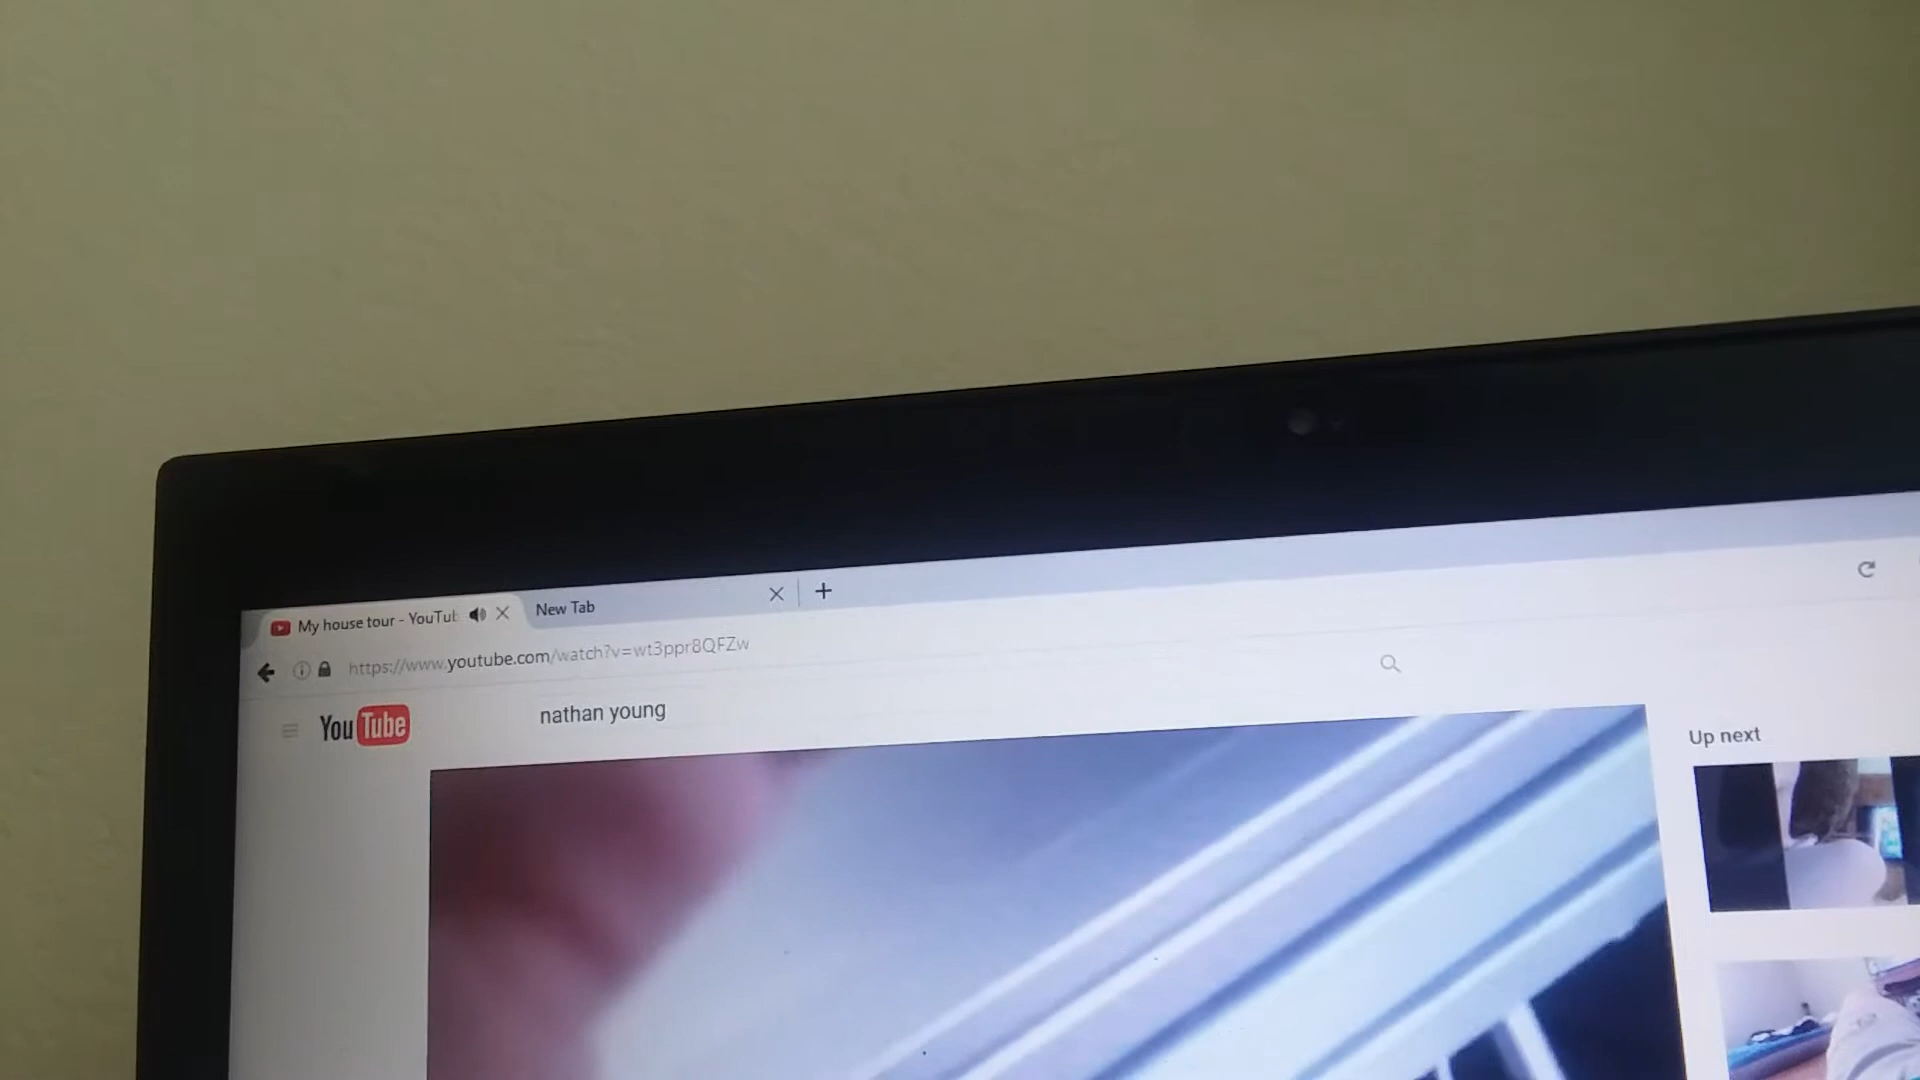 My house tour - YouTub
New Tab
https://www.youtube.com/watch?v=wt3ppr8QFZw
YouTube
nathan young
Up next